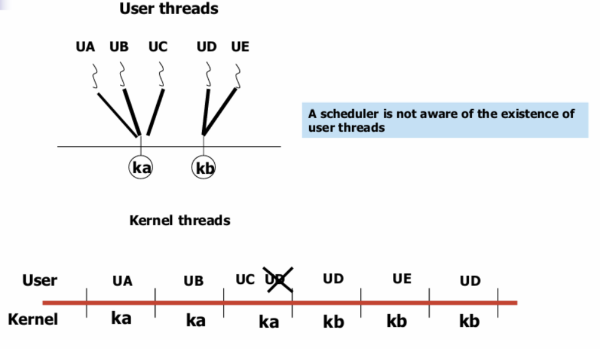 User threads
UA UB UC UD UE
A scheduler is not aware of the existence of
user threads
ka kb
Kernel threads
User UA UB UC UD UD UE UD
Kernel ka ka ka kb kb kb